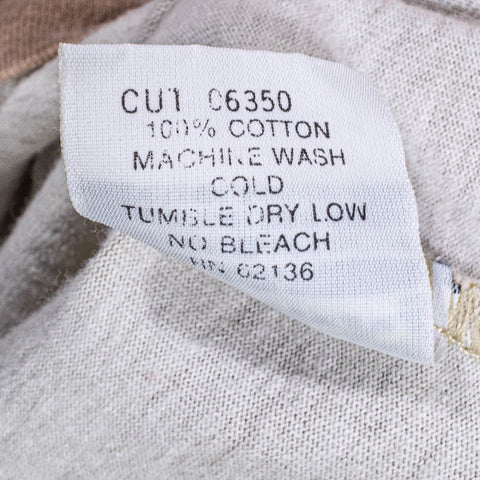 CUT 06350
100% COTTON
MACHINE WASH
COLD
TUMBLE DRY LOW
NO BLEACH
RN 62136